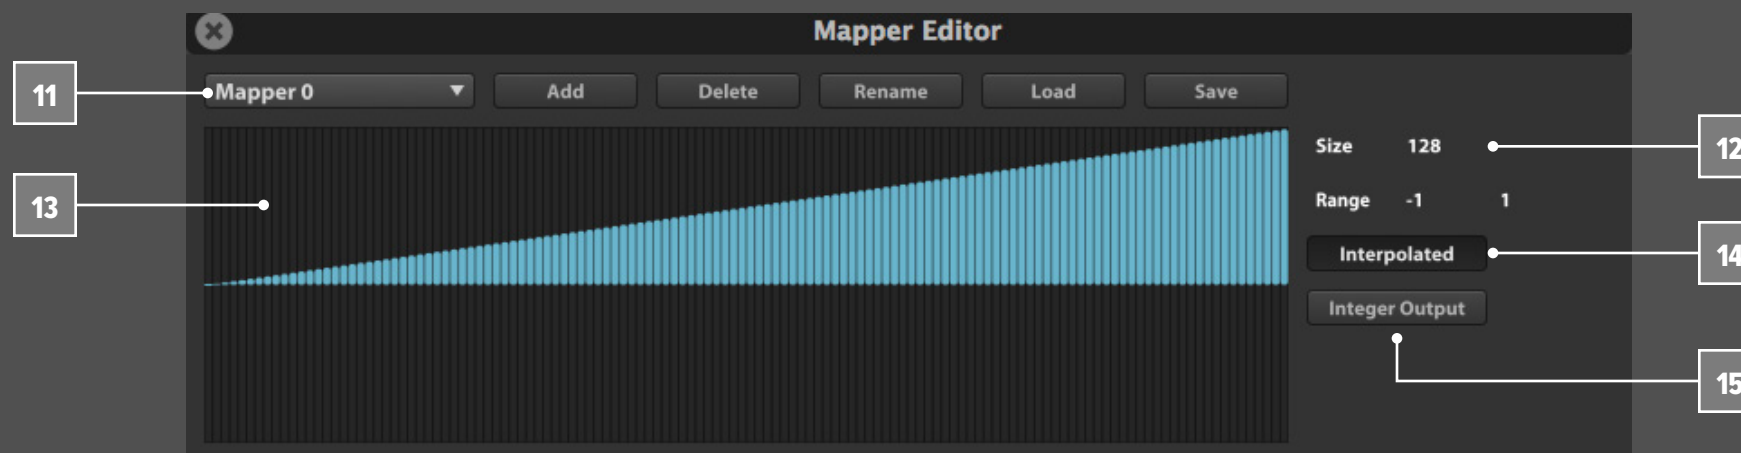 Mapper Editor
11
Mapper 0
Add
Delete
Rename
Load
Save
Size 128
12
13
Range -1 1
Interpolated
14
Integer Output
15